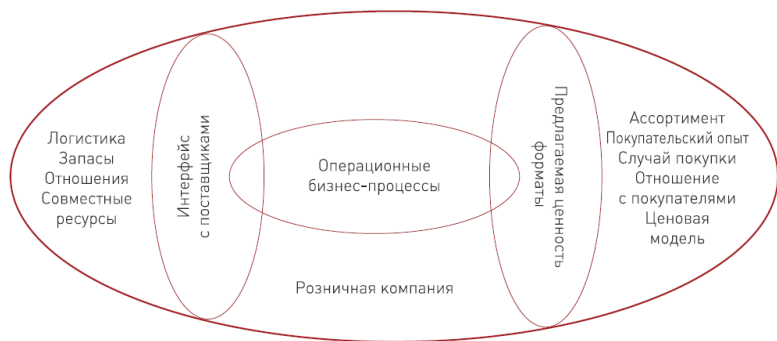 Логистика
Запасы
Отношения
Совместные
ресурсы
Интерфейс
с поставщиками
Операционные
бизнес-процессы
Розничная компания
Предлагаемая ценность
форматы
Ассортимент
Покупательский опыт
Случай покупки
Отношение
с покупателями
Ценовая
модель